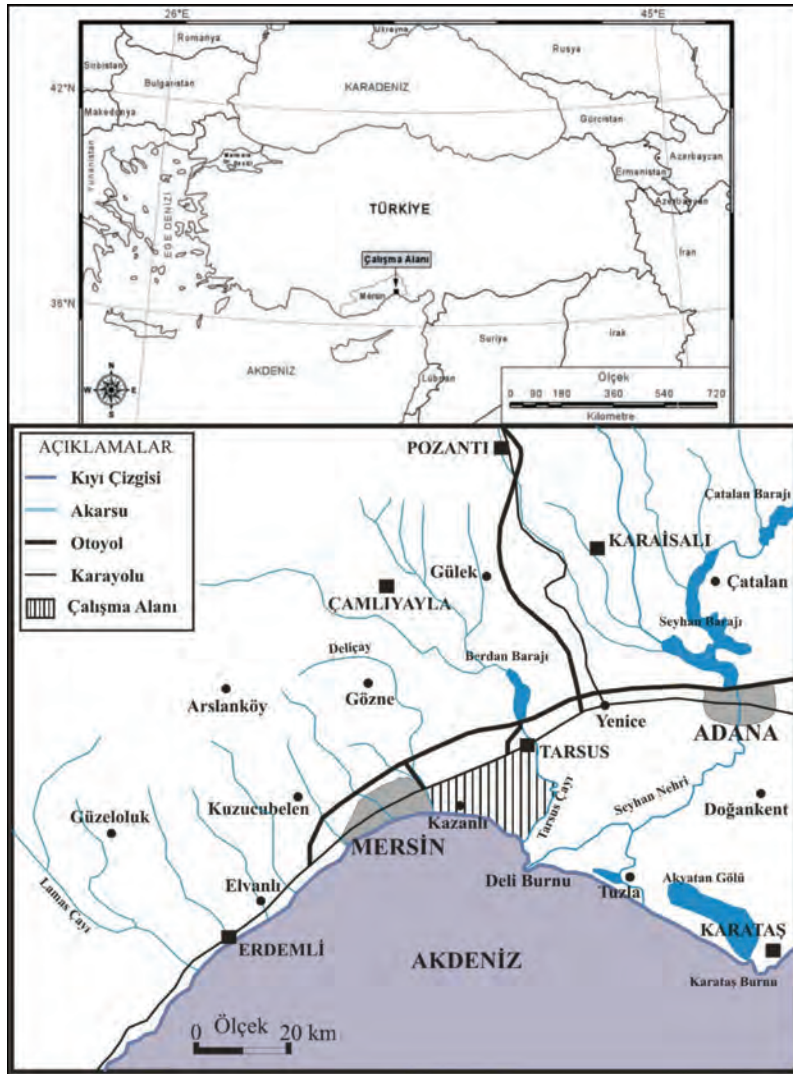 26°E
45°E
42°N
36°N
Romanya
Ukrayna
Rusya
Sırbistan
Bulgaristan
KARADENİZ
Makedonya
Gürcistan
Azerbaycan
Ermenistan
Azerbaycan
Yunanistan
EGE DENİZİ
TÜRKİYE
İran
Çalışma Alanı
Mersin
Suriye
Irak
AKDENİZ
Lübnan
N
W
E
S
Ölçek
0 90 180 360 540 720
Kilometre
AÇIKLAMALAR
Kıyı Çizgisi
Akarsu
Otoyol
Karayolu
Çalışma Alanı
POZANTI
Çatalan Barajı
KARAİSALI
Gülek
Çatalan
ÇAMLIYAYLA
Seyhan Barajı
Deliçay
Berdan Barajı
Gözne
Arslanköy
Yenice
ADANA
TARSUS
Kuzucubelen
Güzeloluk
Kazanlı
Tarsus Çayı
Seyhan Nehri
Doğankent
MERSİN
Deli Burnu
Tuzla
Akyatan Gölü
Elvanlı
Lamas Çayı
ERDEMLİ
KARATAŞ
AKDENİZ
Karataş Burnu
0 Ölçek 20 km